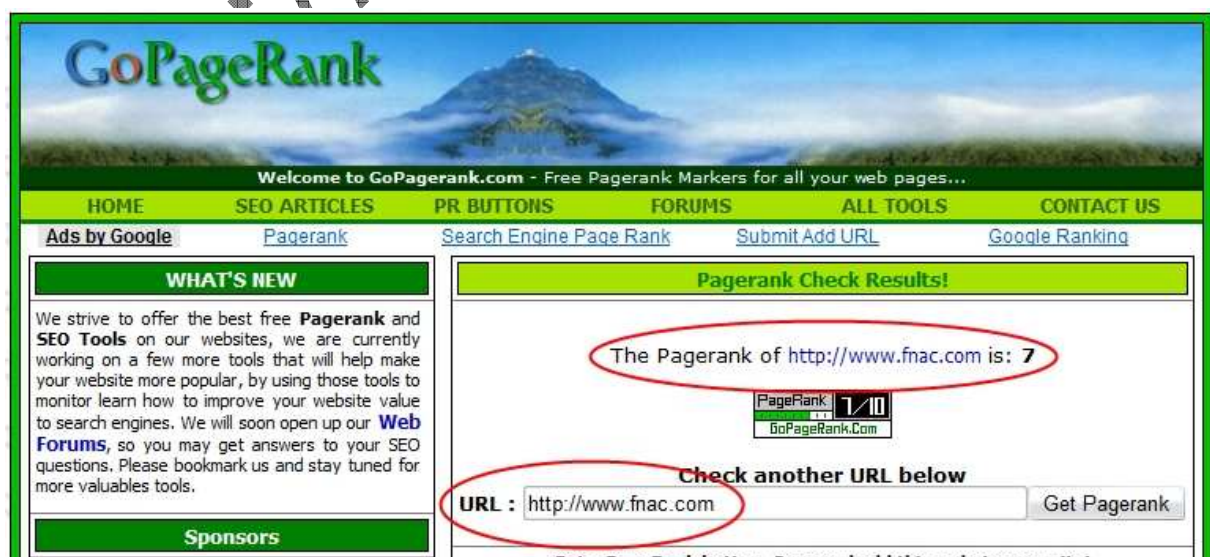 GoPageRank
Welcome to GoPagerank.com - Free Pagerank Markers for all your web pages...
HOME SEO ARTICLES PR BUTTONS FORUMS ALL TOOLS CONTACT US
Ads by Google Pagerank Search Engine Page Rank Submit Add URL Google Ranking
WHAT'S NEW
We strive to offer the best free Pagerank and
SEO Tools on our websites, we are currently
working on a few more tools that will help make
your website more popular, by using those tools to
monitor learn how to improve your website value
to search engines. We will soon open up our Web
Forums, so you may get answers to your SEO
questions. Please bookmark us and stay tuned for
more valuables tools.
Sponsors
Pagerank Check Results!
The Pagerank of http://www.fnac.com is: 7
PageRank 7/10
GoPageRank.Com
Check another URL below
URL : http://www.fnac.com Get Pagerank